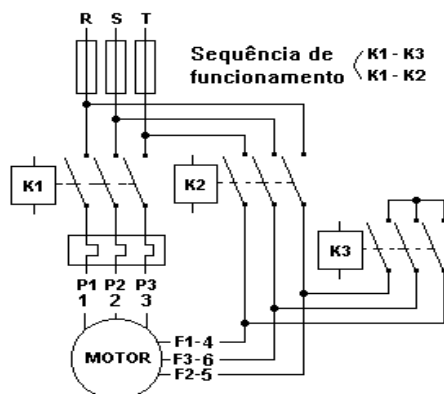 R S T
Sequência de funcionamento
K1 - K3
K1 - K2
K1
K2
K3
P1 P2 P3
1 2 3
MOTOR
F1-4
F3-6
F2-5